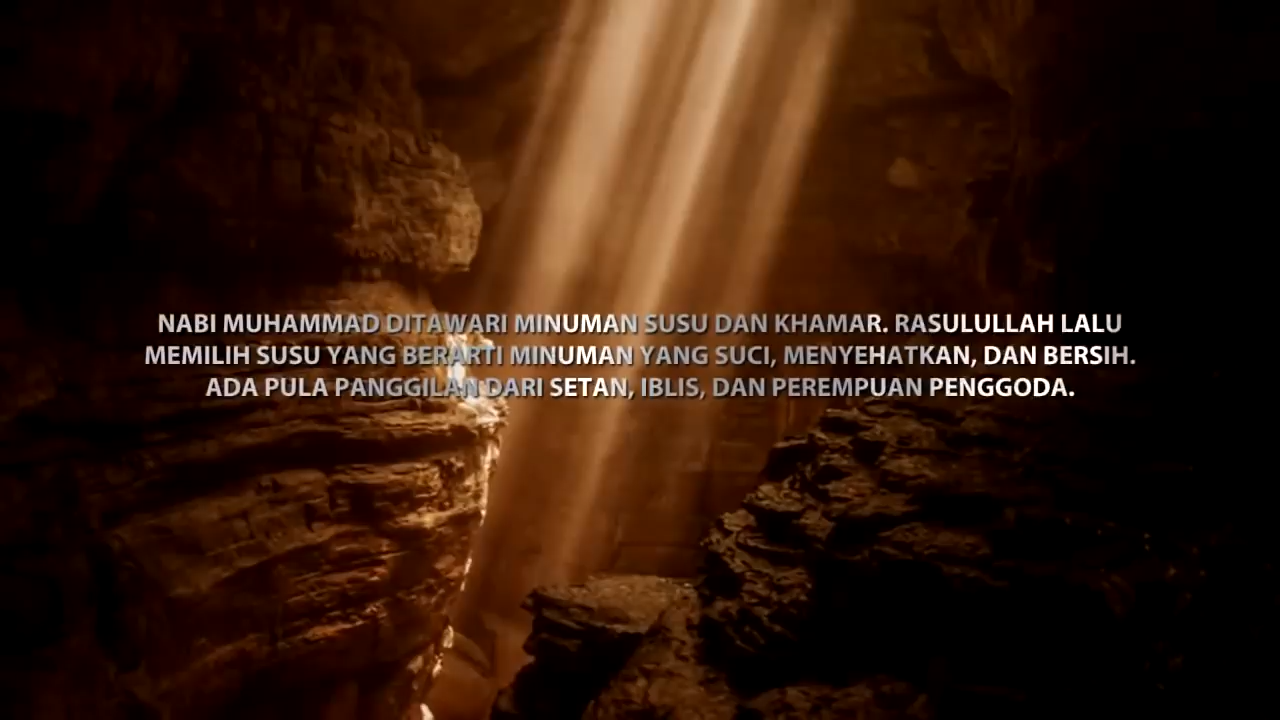 NABI MUHAMMAD DITAWARI MINUMAN SUSU DAN KHAMAR. RASULULLAH LALU
MEMILIH SUSU YANG BERARTI MINUMAN YANG SUCI, MENYEHATKAN, DAN BERSIH.
ADA PULA PANGGILAN DARI SETAN, IBLIS, DAN PEREMPUAN PENGGODA.